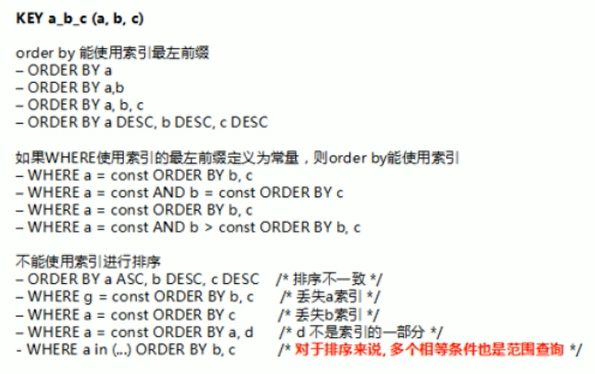 KEY a_b_c (a, b, c)
order by 能使用索引最左前缀
– ORDER BY a
– ORDER BY a,b
– ORDER BY a, b, c
– ORDER BY a DESC, b DESC, c DESC
如果WHERE使用索引的最左前缀定义为常量，则order by能使用索引
– WHERE a = const ORDER BY b, c
– WHERE a = const AND b = const ORDER BY c
– WHERE a = const ORDER BY b, c
– WHERE a = const AND b > const ORDER BY b, c
不能使用索引进行排序
– ORDER BY a ASC, b DESC, c DESC /* 排序不一致 */
– WHERE g = const ORDER BY b, c /* 丢失a索引 */
– WHERE a = const ORDER BY c /* 丢失b索引 */
– WHERE a = const ORDER BY a, d /* d 不是索引的一部分 */
- WHERE a in (...) ORDER BY b, c /* 对于排序来说, 多个相等条件也是范围查询 */